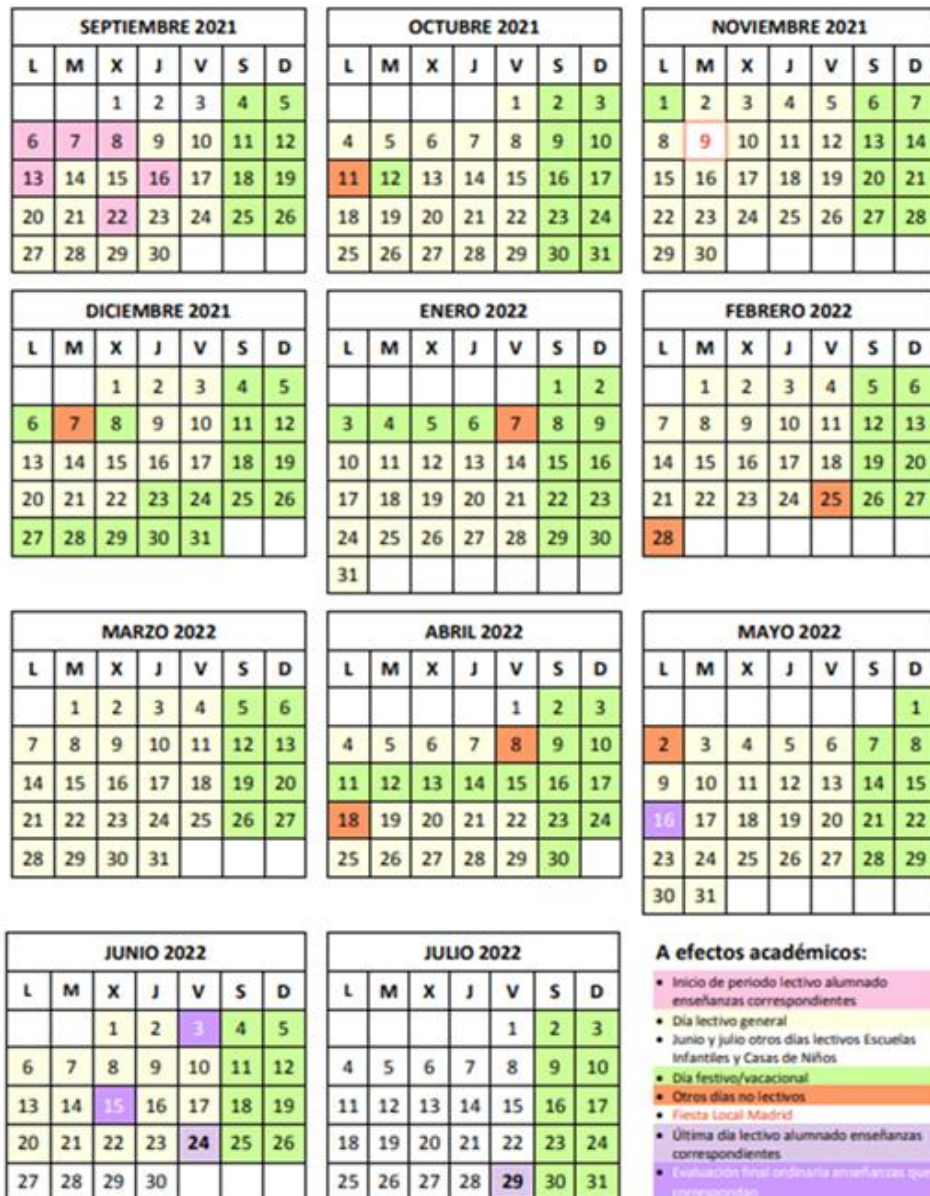 SEPTIEMBRE 2021
L M X J V S D
1 2 3 4 5
6 7 8 9 10 11 12
13 14 15 16 17 18 19
20 21 22 23 24 25 26
27 28 29 30
OCTUBRE 2021
L M X J V S D
1 2 3
4 5 6 7 8 9 10
11 12 13 14 15 16 17
18 19 20 21 22 23 24
25 26 27 28 29 30 31
NOVIEMBRE 2021
L M X J V S D
1 2 3 4 5 6 7
8 9 10 11 12 13 14
15 16 17 18 19 20 21
22 23 24 25 26 27 28
29 30
DICIEMBRE 2021
L M X J V S D
1 2 3 4 5
6 7 8 9 10 11 12
13 14 15 16 17 18 19
20 21 22 23 24 25 26
27 28 29 30 31
ENERO 2022
L M X J V S D
1 2
3 4 5 6 7 8 9
10 11 12 13 14 15 16
17 18 19 20 21 22 23
24 25 26 27 28 29 30
31
FEBRERO 2022
L M X J V S D
1 2 3 4 5 6
7 8 9 10 11 12 13
14 15 16 17 18 19 20
21 22 23 24 25 26 27
28
MARZO 2022
L M X J V S D
1 2 3 4 5 6
7 8 9 10 11 12 13
14 15 16 17 18 19 20
21 22 23 24 25 26 27
28 29 30 31
ABRIL 2022
L M X J V S D
1 2 3
4 5 6 7 8 9 10
11 12 13 14 15 16 17
18 19 20 21 22 23 24
25 26 27 28 29 30
MAYO 2022
L M X J V S D
1
2 3 4 5 6 7 8
9 10 11 12 13 14 15
16 17 18 19 20 21 22
23 24 25 26 27 28 29
30 31
JUNIO 2022
L M X J V S D
1 2 3 4 5
6 7 8 9 10 11 12
13 14 15 16 17 18 19
20 21 22 23 24 25 26
27 28 29 30
JULIO 2022
L M X J V S D
1 2 3
4 5 6 7 8 9 10
11 12 13 14 15 16 17
18 19 20 21 22 23 24
25 26 27 28 29 30 31
A efectos académicos:
• Inicio de periodo lectivo alumnado
enseñanzas correspondientes
• Día lectivo general
• Junio y julio otros días lectivos Escuelas
Infantiles y Casas de Niños
• Día festivo/vacacional
• Otros días no lectivos
• Fiesta Local Madrid
• Última día lectivo alumnado enseñanzas
correspondientes
• Evaluación final ordinaria enseñanzas que
correspondan